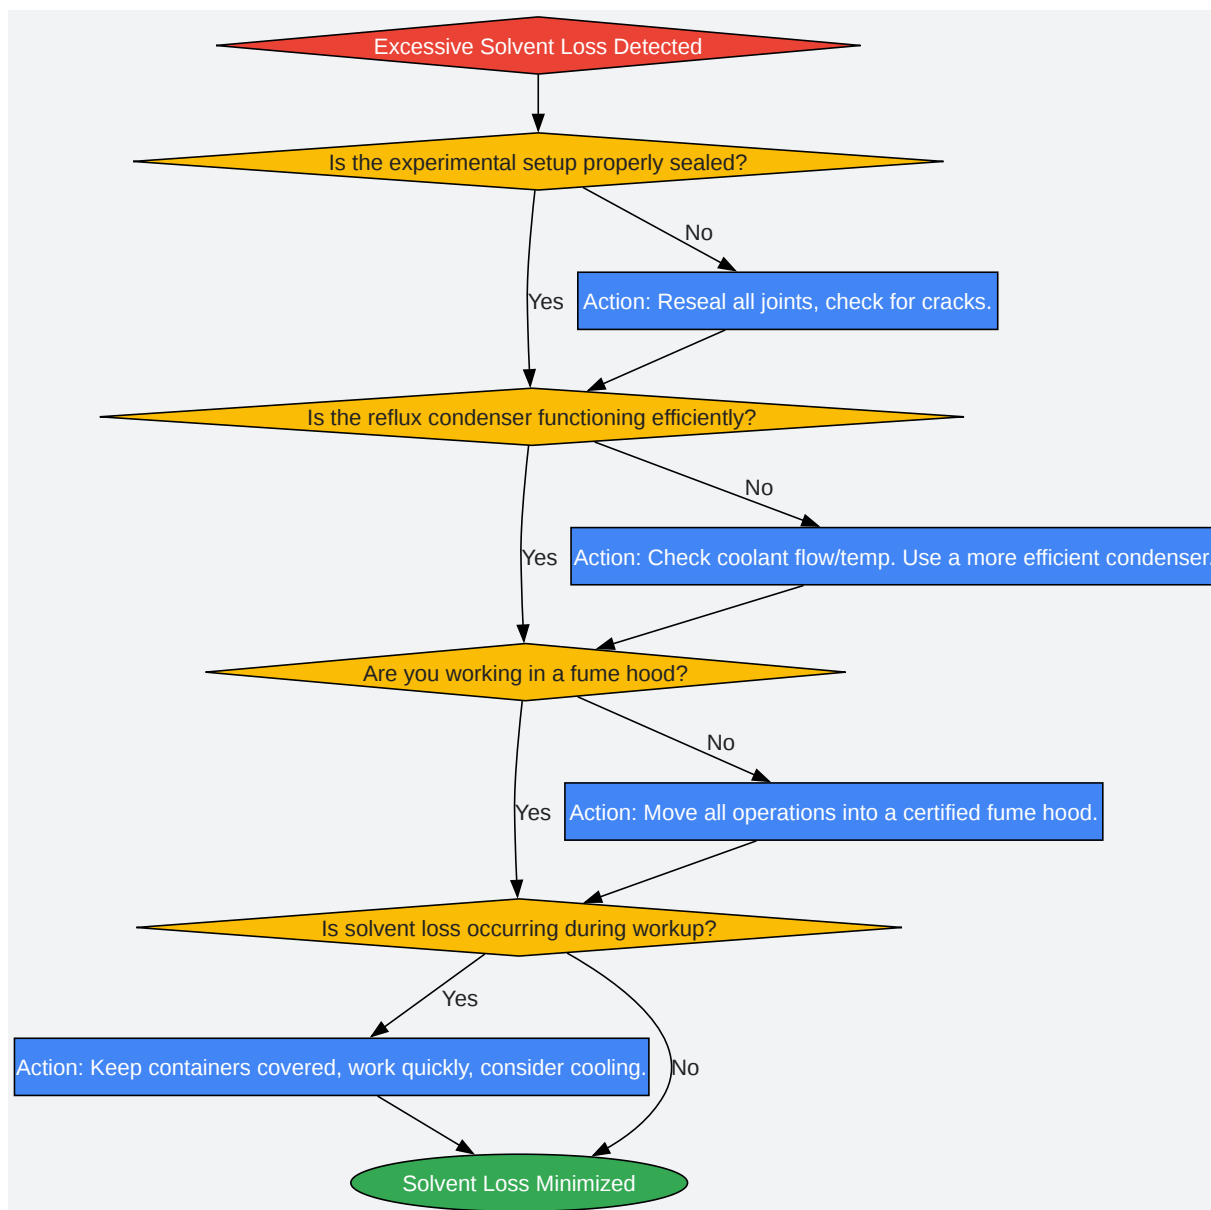 Excessive Solvent Loss Detected
Is the experimental setup properly sealed?
No
Yes
Action: Reseal all joints, check for cracks.
Is the reflux condenser functioning efficiently?
No
Yes
Action: Check coolant flow/temp. Use a more efficient condenser.
Are you working in a fume hood?
No
Yes
Action: Move all operations into a certified fume hood.
Is solvent loss occurring during workup?
Yes
Action: Keep containers covered, work quickly, consider cooling.
No
Solvent Loss Minimized